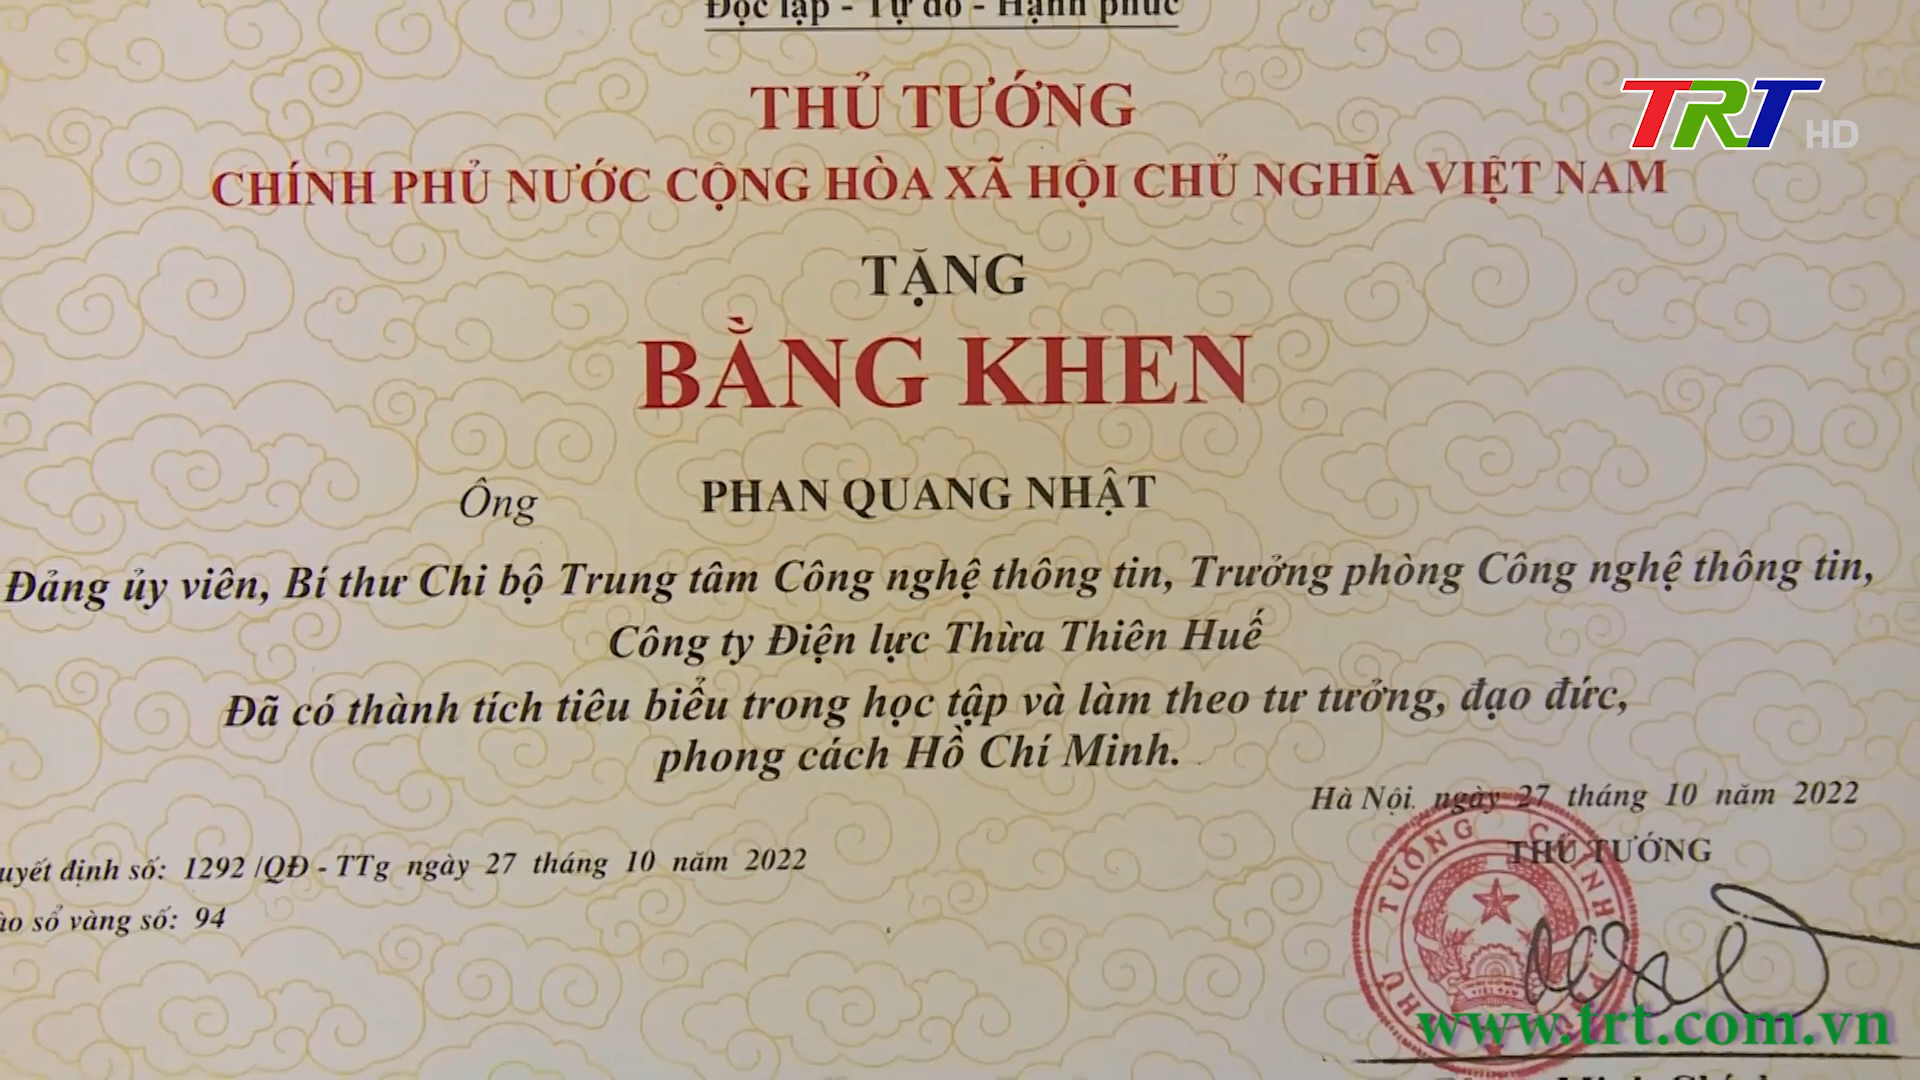 Độc lập - Tự do - Hạnh phúc
THỦ TƯỚNG
TRT HD
CHÍNH PHỦ NƯỚC CỘNG HÒA XÃ HỘI CHỦ NGHĨA VIỆT NAM
TẶNG
BẰNG KHEN
Ông PHAN QUANG NHẬT
Đảng ủy viên, Bí thư Chi bộ Trung tâm Công nghệ thông tin, Trưởng phòng Công nghệ thông tin,
Công ty Điện lực Thừa Thiên Huế
Đã có thành tích tiêu biểu trong học tập và làm theo tư tưởng, đạo đức,
phong cách Hồ Chí Minh.
Hà Nội, ngày 27 tháng 10 năm 2022
THỦ TƯỚNG
uyết định số: 1292 /QĐ - TTg ngày 27 tháng 10 năm 2022
ào sổ vàng số: 94
THỦ TƯỚNG CHÍNH
www.trt.com.vn